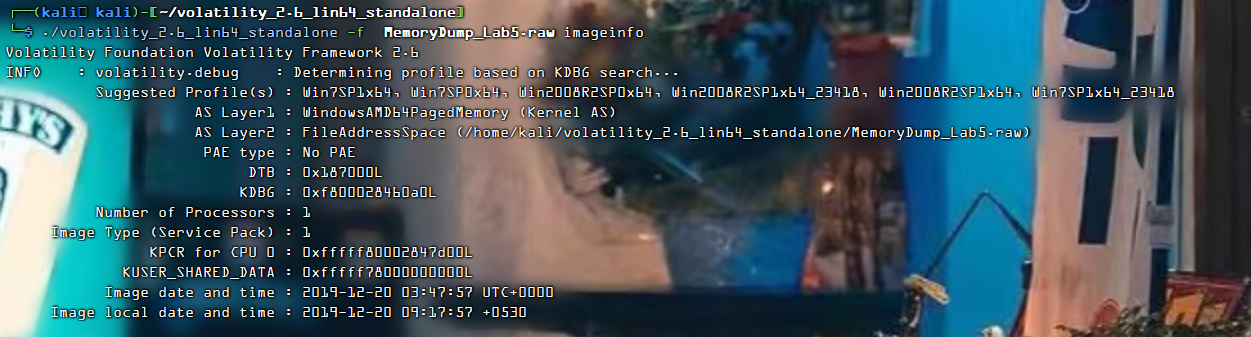 ┌──(kali㉿ kali)-[~/volatility_2.6_lin64_standalone]
└─$ ./volatility_2.6_lin64_standalone -f  MemoryDump_Lab5.raw imageinfo
Volatility Foundation Volatility Framework 2.6
INFO    : volatility.debug    : Determining profile based on KDBG search...
          Suggested Profile(s) : Win7SP1x64, Win7SP0x64, Win2008R2SP0x64, Win2008R2SP1x64_23418, Win2008R2SP1x64, Win7SP1x64_23418
                     AS Layer1 : WindowsAMD64PagedMemory (Kernel AS)
                     AS Layer2 : FileAddressSpace (/home/kali/volatility_2.6_lin64_standalone/MemoryDump_Lab5.raw)
                      PAE type : No PAE
                           DTB : 0x187000L
                          KDBG : 0xf800028460a0L
          Number of Processors : 1
     Image Type (Service Pack) : 1
                KPCR for CPU 0 : 0xfffff80002847d00L
             KUSER_SHARED_DATA : 0xfffff78000000000L
           Image date and time : 2019-12-20 03:47:57 UTC+0000
     Image local date and time : 2019-12-20 09:17:57 +0530
HY'S